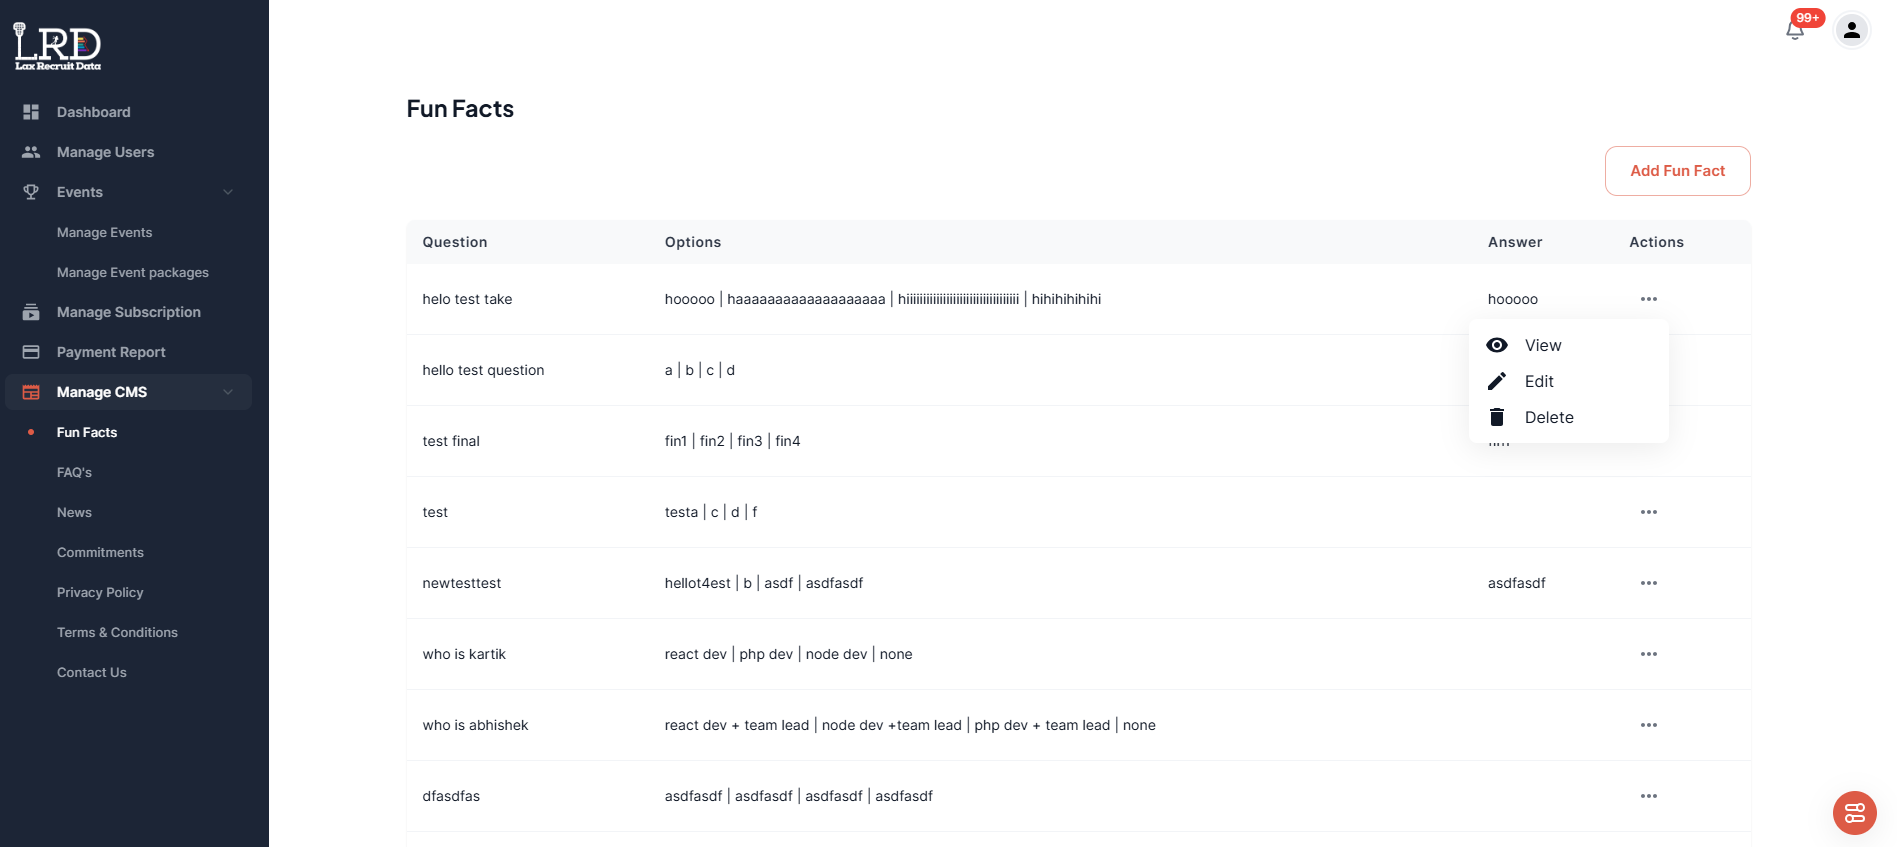 LRD
Lax Recruit Data
99+
Dashboard
Manage Users
Events
Manage Events
Manage Event packages
Manage Subscription
Payment Report
Manage CMS
Fun Facts
FAQ's
News
Commitments
Privacy Policy
Terms & Conditions
Contact Us
Fun Facts
Add Fun Fact
Question Options Answer Actions
helo test take hooooo | haaaaaaaaaaaaaaaaaaa | hiiiiiiiiiiiiiiiiiiiiiiiiiiiiiiiiii | hihihihihihi hooooo
hello test question a | b | c | d
test final fin1 | fin2 | fin3 | fin4
View
Edit
Delete
test testa | c | d | f
newtesttest hellot4est | b | asdf | asdfasdf asdfasdf
who is kartik react dev | php dev | node dev | none
who is abhishek react dev + team lead | node dev +team lead | php dev + team lead | none
dfasdfas asdfasdf | asdfasdf | asdfasdf | asdfasdf